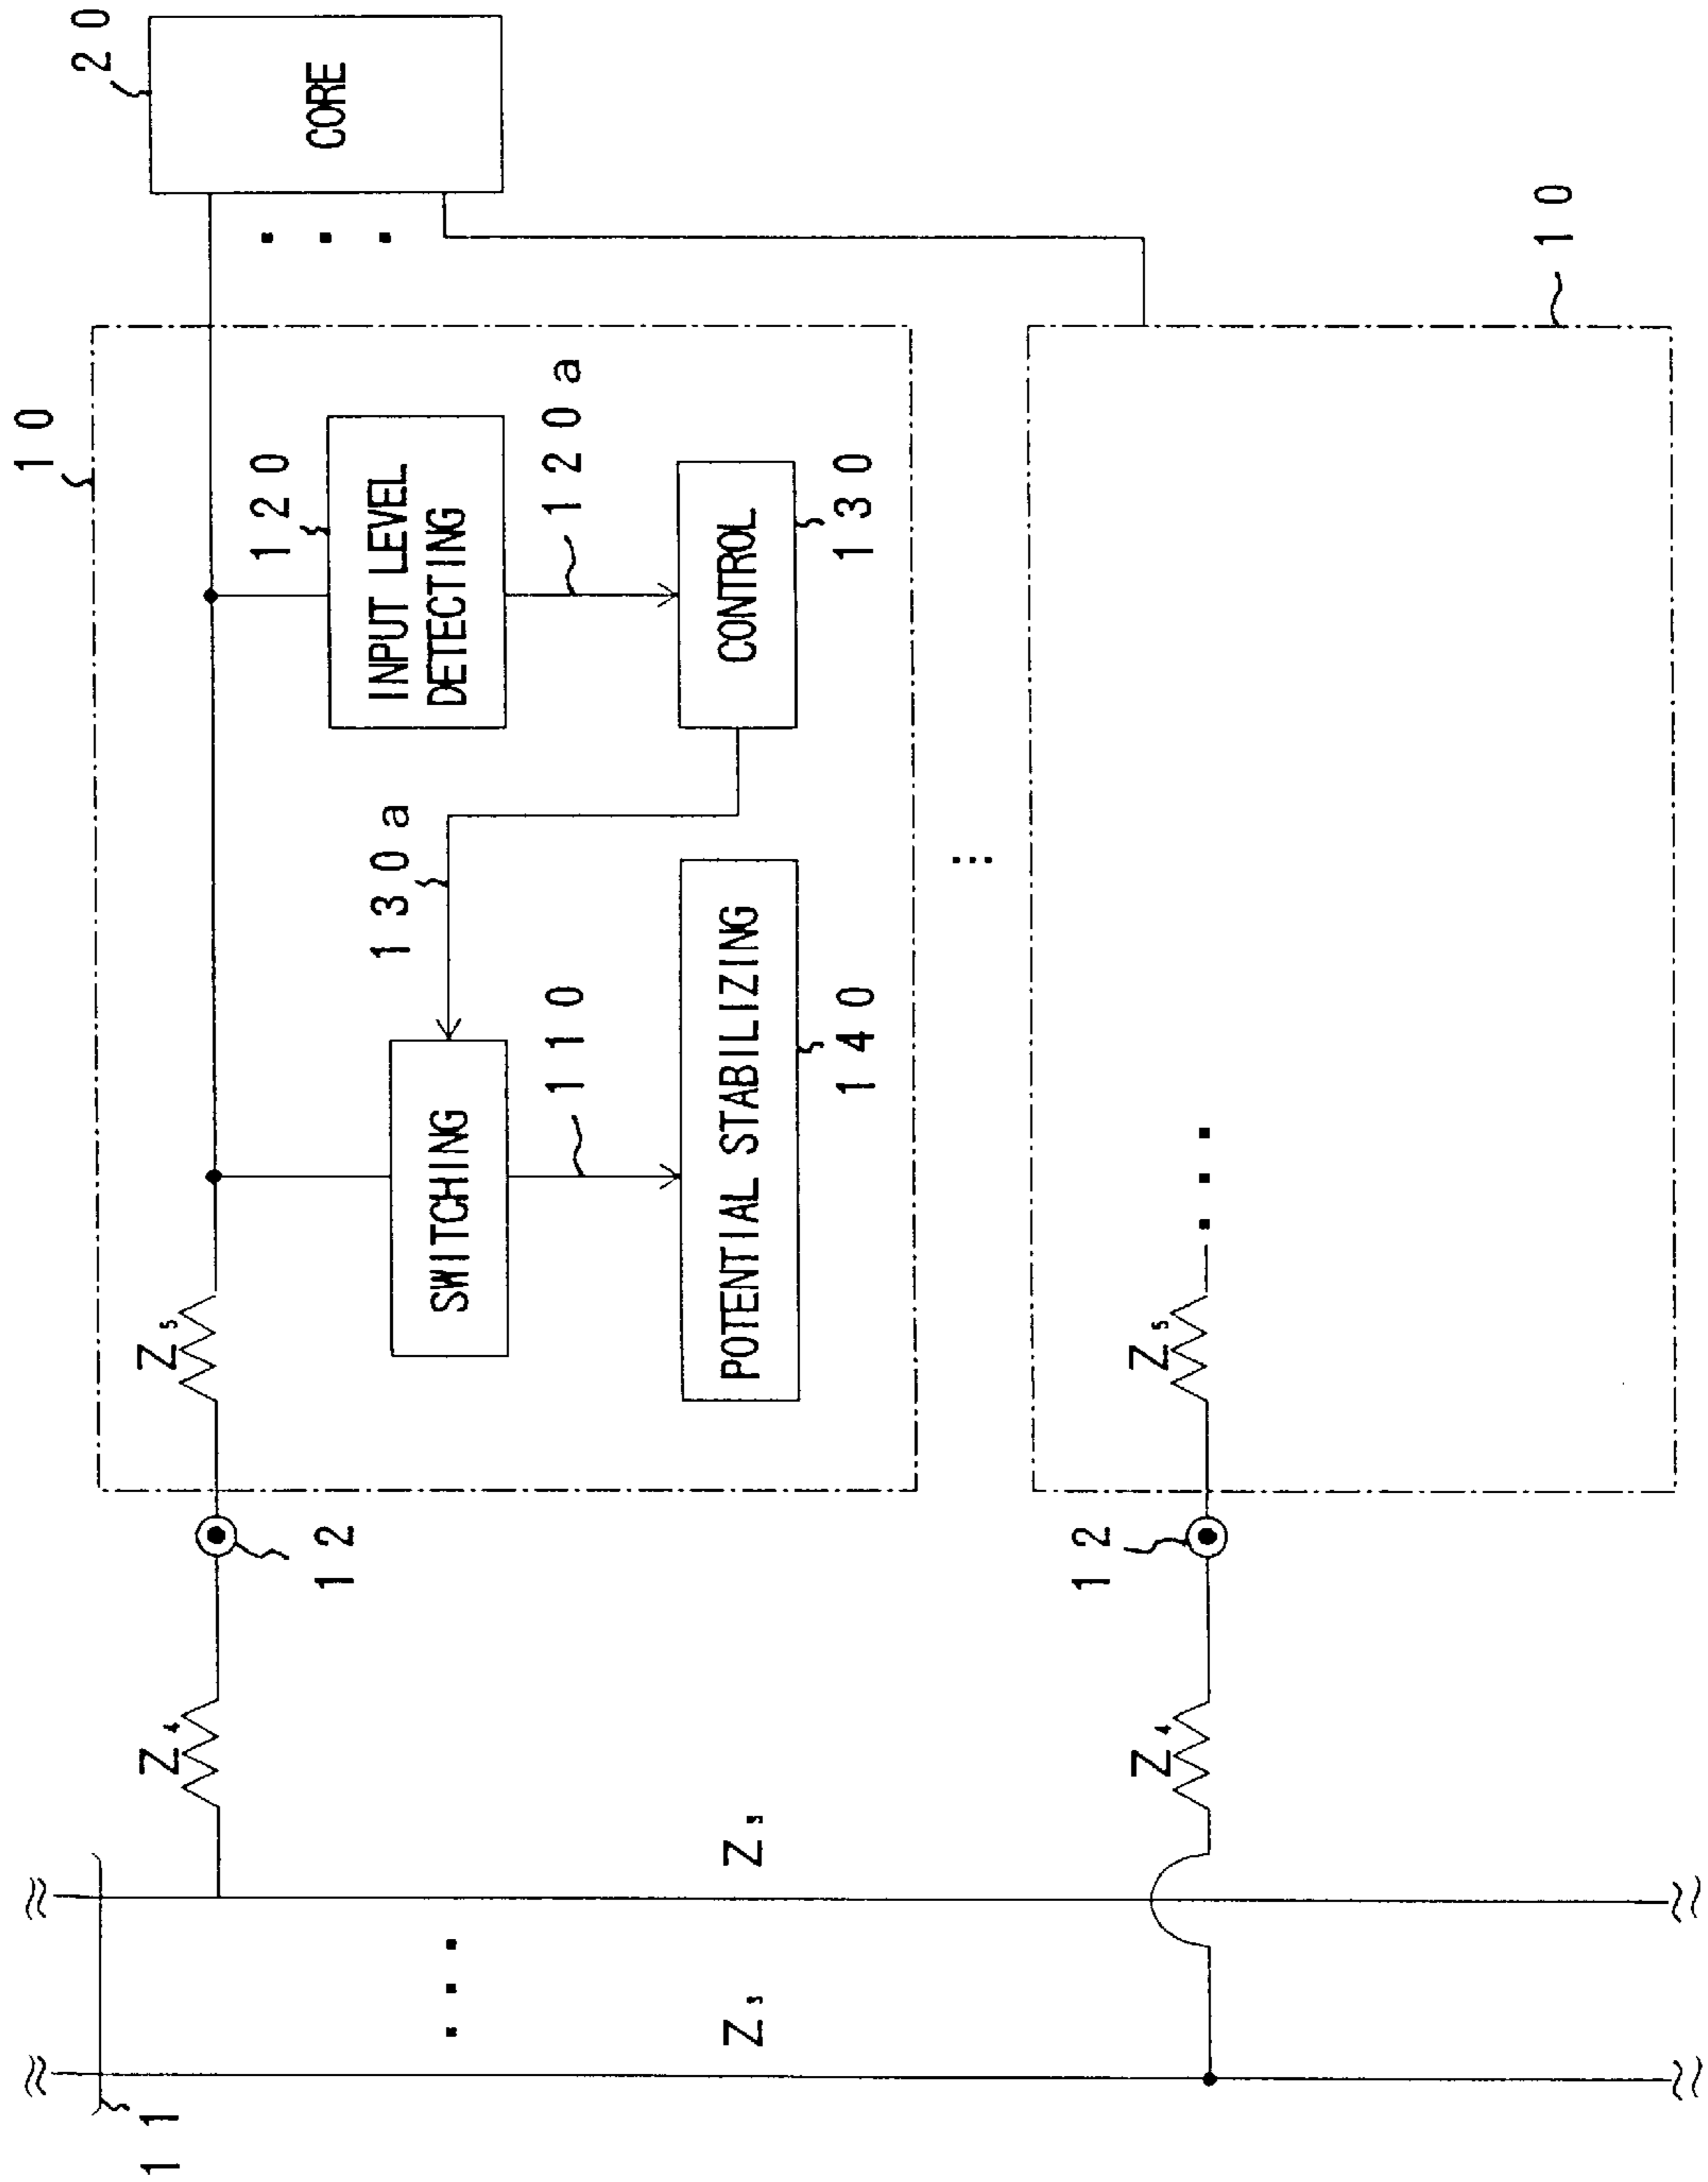 10
20
CORE
Z5
120
INPUT LEVEL
DETECTING
120a
CONTROL
130
130a
SWITCHING
110
POTENTIAL STABILIZING
140
12
Z4
11
Z3
Z3
Z4
12
Z5
10